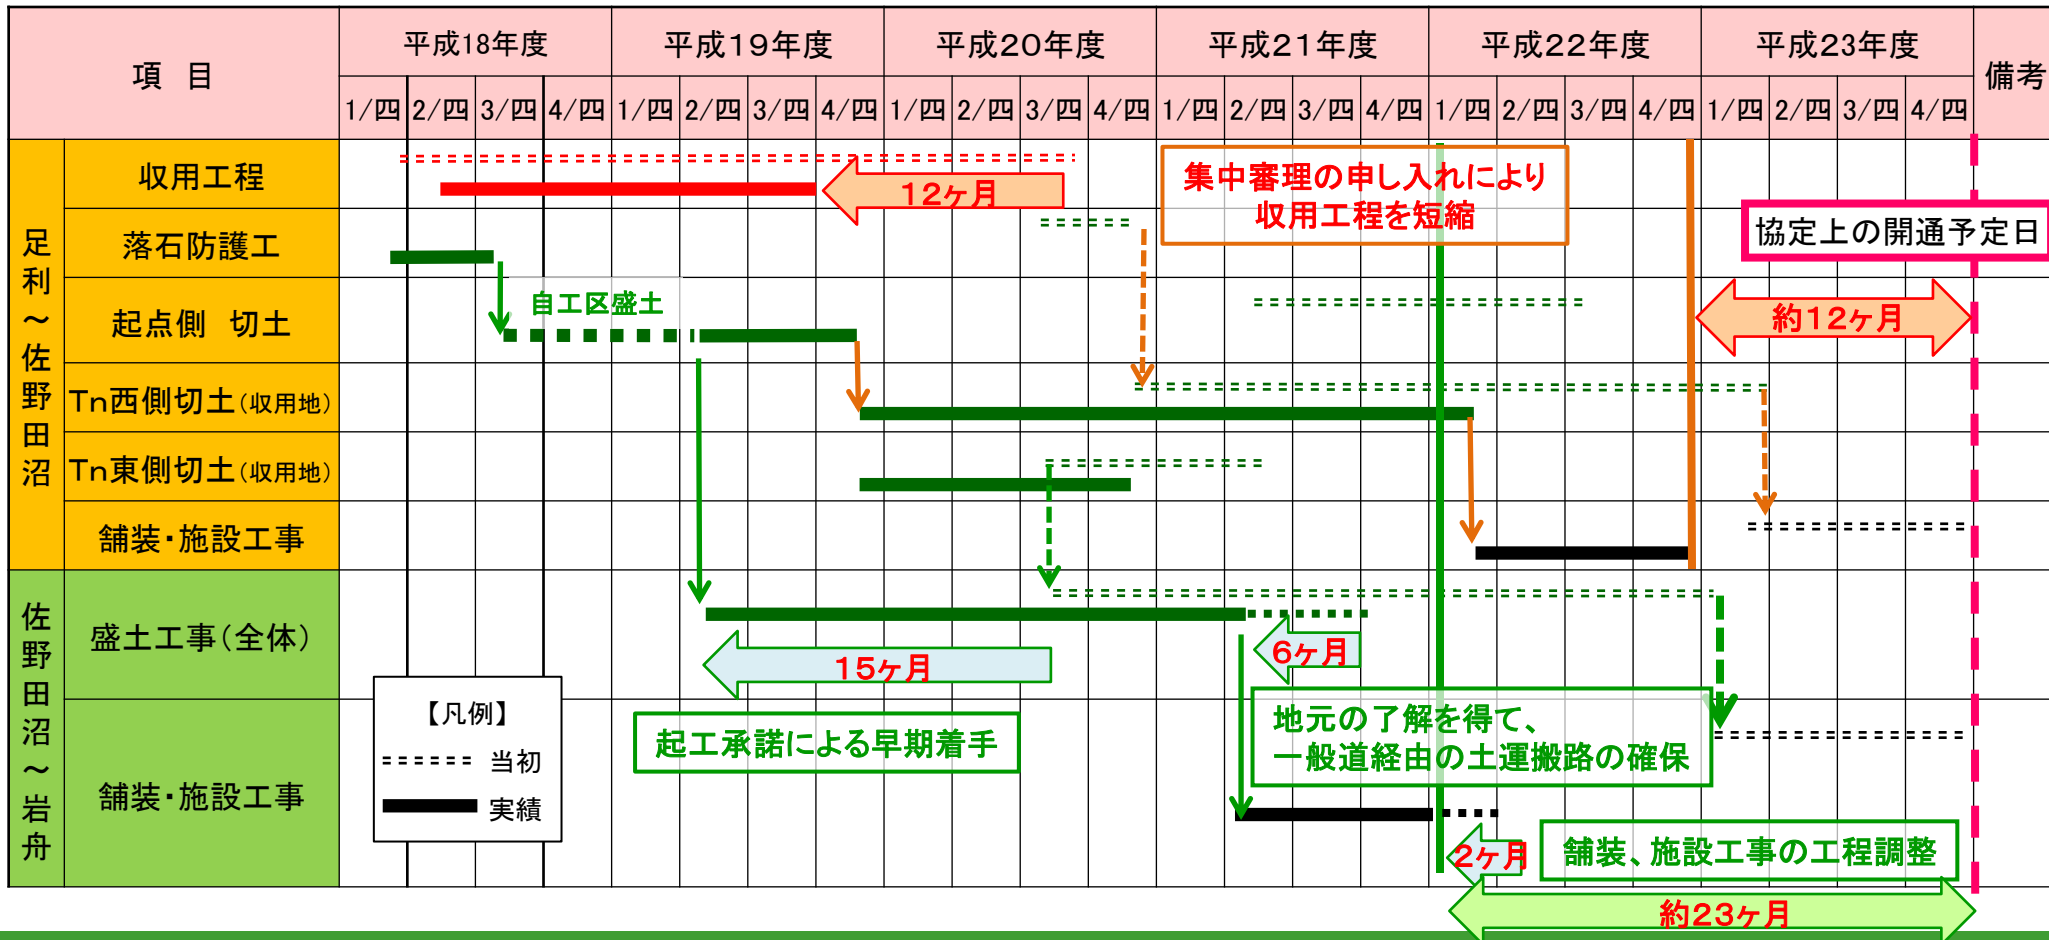 項 目
平成18年度
平成19年度
平成20年度
平成21年度
平成22年度
平成23年度
備考
1/四 2/四 3/四 4/四 1/四 2/四 3/四 4/四 1/四 2/四 3/四 4/四 1/四 2/四 3/四 4/四 1/四 2/四 3/四 4/四 1/四 2/四 3/四 4/四
足利～佐野田沼
収用工程
12ヶ月
集中審理の申し入れにより
収用工程を短縮
協定上の開通予定日
落石防護工
起点側 切土
自工区盛土
約12ヶ月
Tn西側切土(収用地)
Tn東側切土(収用地)
舗装・施設工事
佐野田沼～岩舟
盛土工事(全体)
15ヶ月
6ヶ月
舗装・施設工事
【凡例】
当初
実績
起工承諾による早期着手
地元の了解を得て、
一般道経由の土運搬路の確保
2ヶ月
舗装、施設工事の工程調整
約23ヶ月